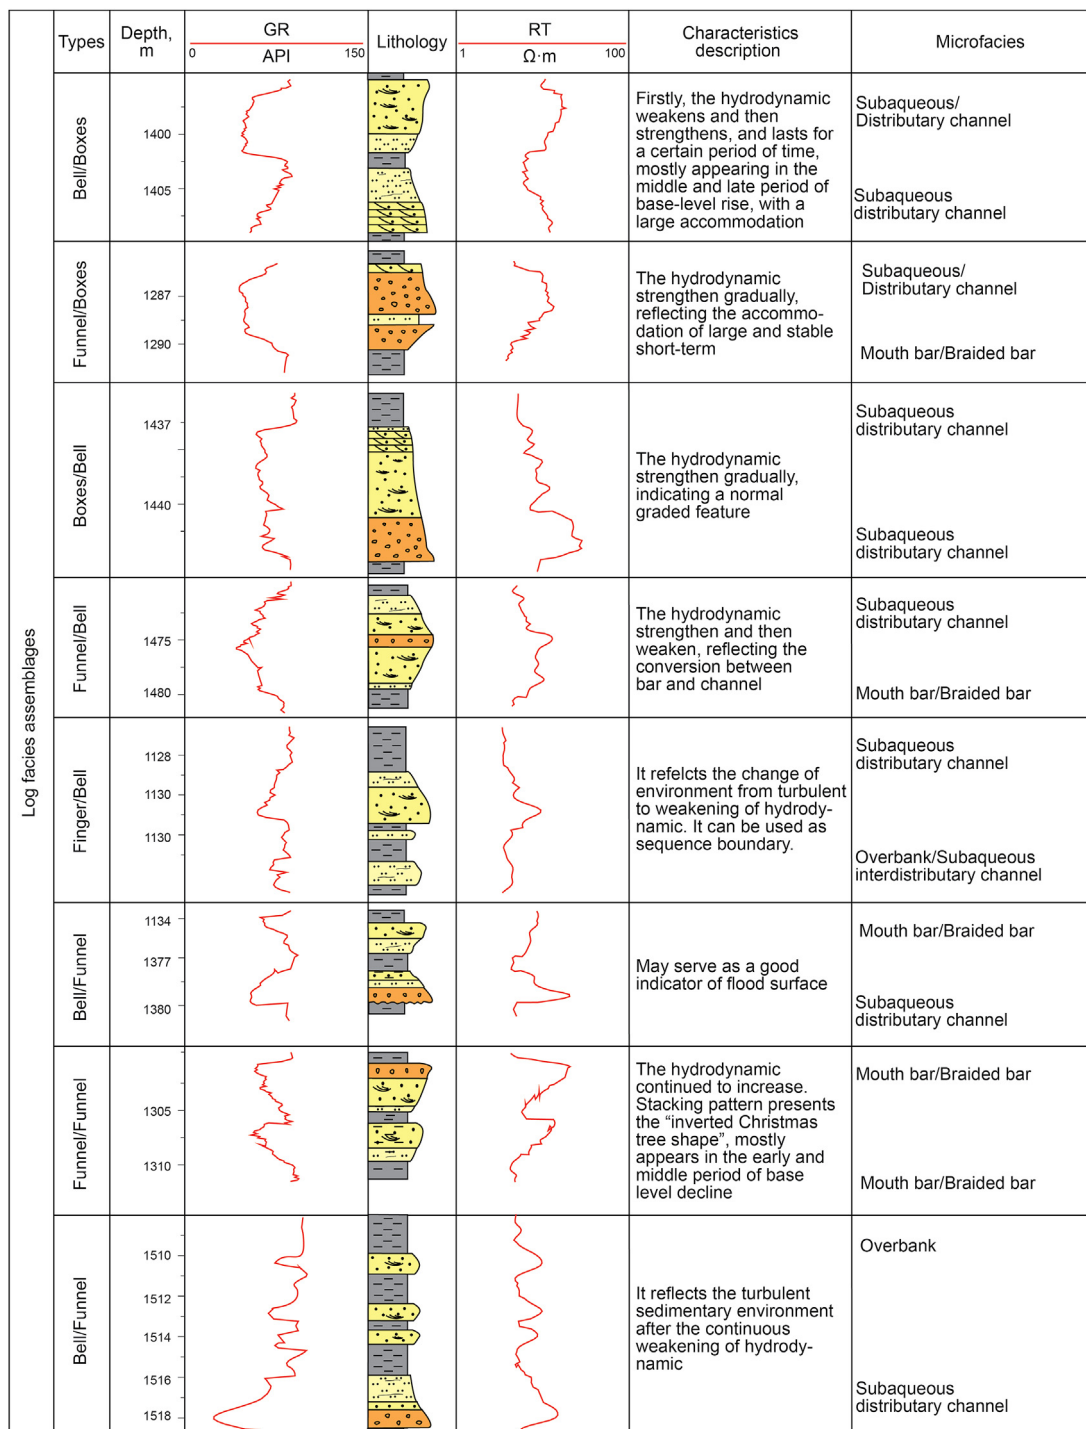 Types
Depth,
m
GR
0
API
150
Lithology
RT
1
Ω·m
100
Characteristics
description
Microfacies
Log facies assemblages
Bell/Boxes
1400
1405
Firstly, the hydrodynamic
weakens and then
strengthens, and lasts for
a certain period of time,
mostly appearing in the
middle and late period of
base-level rise, with a
large accommodation
Subaqueous/
Distributary channel
Subaqueous
distributary channel
Funnel/Boxes
1287
1290
The hydrodynamic
strengthen gradually,
reflecting the accommo-
dation of large and stable
short-term
Subaqueous/
Distributary channel
Mouth bar/Braided bar
Boxes/Bell
1437
1440
The hydrodynamic
strengthen gradually,
indicating a normal
graded feature
Subaqueous
distributary channel
Subaqueous
distributary channel
Funnel/Bell
1475
1480
The hydrodynamic
strengthen and then
weaken, reflecting the
conversion between
bar and channel
Subaqueous
distributary channel
Mouth bar/Braided bar
Finger/Bell
1128
1130
1130
It refelcts the change of
environment from turbulent
to weakening of hydrody-
namic. It can be used as
sequence boundary.
Subaqueous
distributary channel
Overbank/Subaqueous
interdistributary channel
Bell/Funnel
1134
1377
1380
May serve as a good
indicator of flood surface
Mouth bar/Braided bar
Subaqueous
distributary channel
Funnel/Funnel
1305
1310
The hydrodynamic
continued to increase.
Stacking pattern presents
the “inverted Christmas
tree shape”, mostly
appears in the early and
middle period of base
level decline
Mouth bar/Braided bar
Mouth bar/Braided bar
Bell/Funnel
1510
1512
1514
1516
1518
It reflects the turbulent
sedimentary environment
after the continuous
weakening of hydrody-
namic
Overbank
Subaqueous
distributary channel